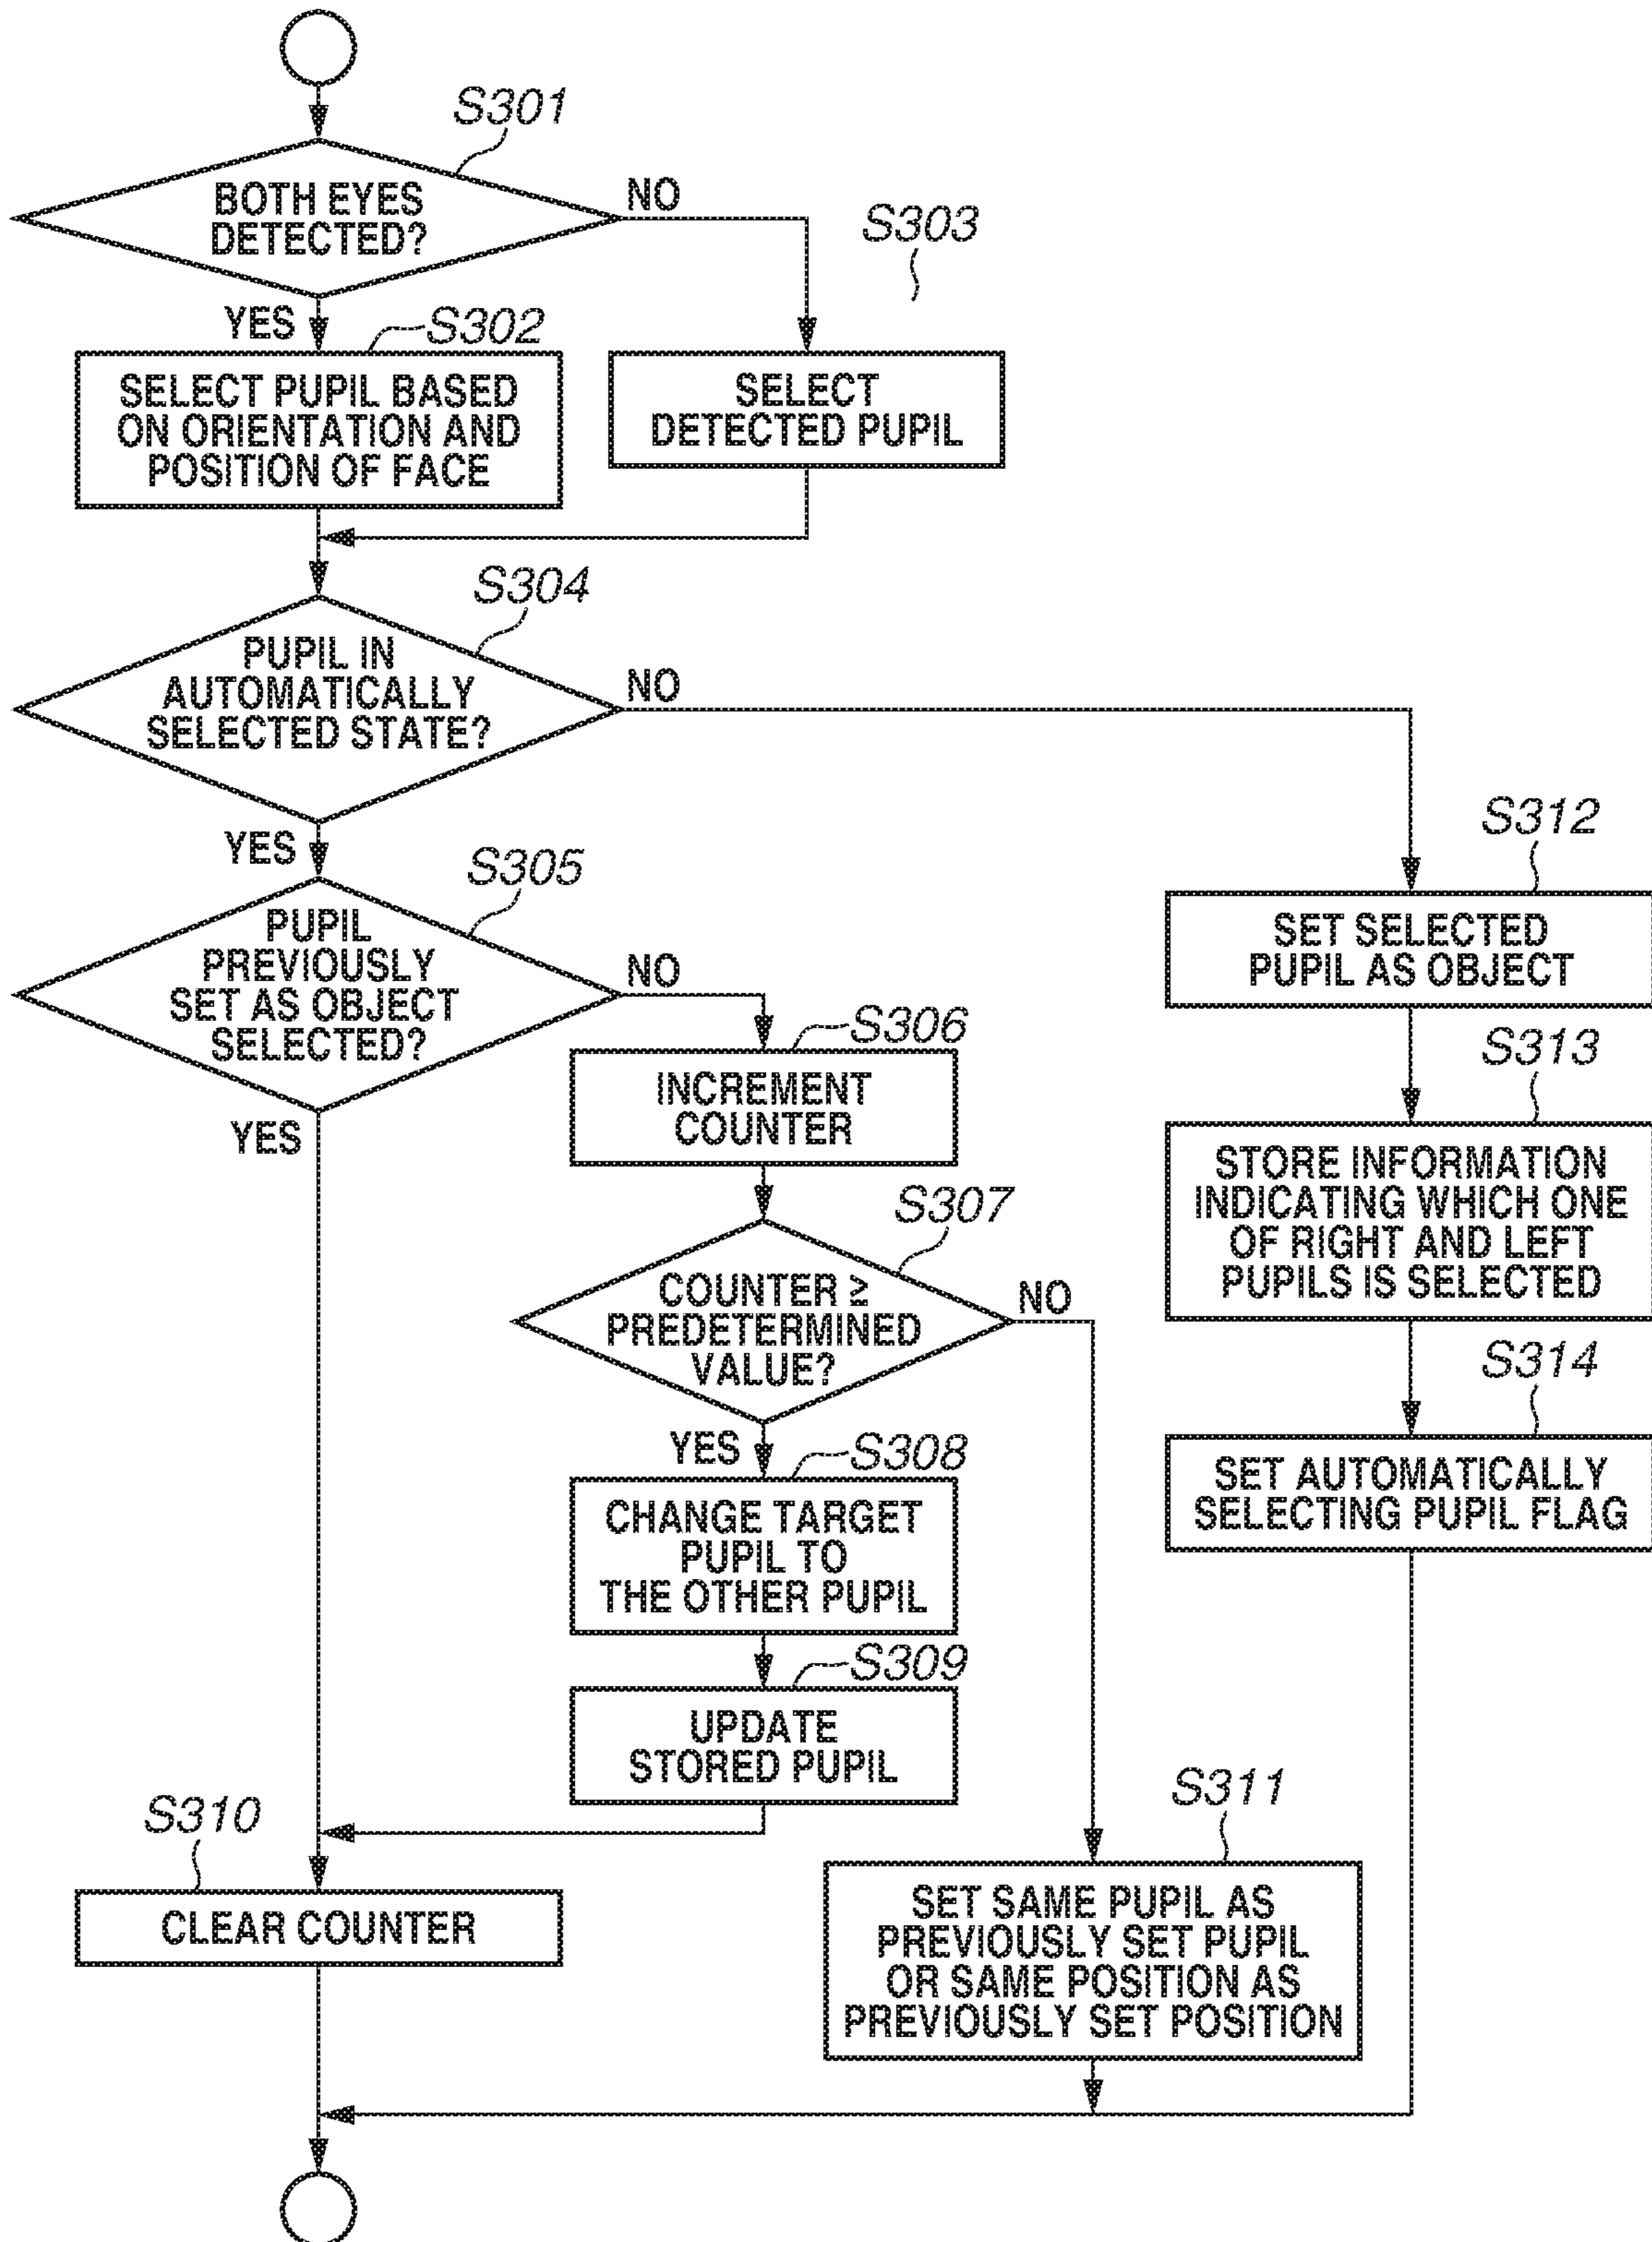 S301
BOTH EYES
DETECTED?
NO
YES
S302
SELECT PUPIL BASED
ON ORIENTATION AND
POSITION OF FACE
S303
SELECT
DETECTED PUPIL
S304
PUPIL IN
AUTOMATICALLY
SELECTED STATE?
NO
YES
S305
PUPIL
PREVIOUSLY
SET AS OBJECT
SELECTED?
NO
YES
S306
INCREMENT
COUNTER
S307
COUNTER ≥
PREDETERMINED
VALUE?
NO
YES
S308
CHANGE TARGET
PUPIL TO
THE OTHER PUPIL
S309
UPDATE
STORED PUPIL
S310
CLEAR COUNTER
S311
SET SAME PUPIL AS
PREVIOUSLY SET PUPIL
OR SAME POSITION AS
PREVIOUSLY SET POSITION
S312
SET SELECTED
PUPIL AS OBJECT
S313
STORE INFORMATION
INDICATING WHICH ONE
OF RIGHT AND LEFT
PUPILS IS SELECTED
S314
SET AUTOMATICALLY
SELECTING PUPIL FLAG